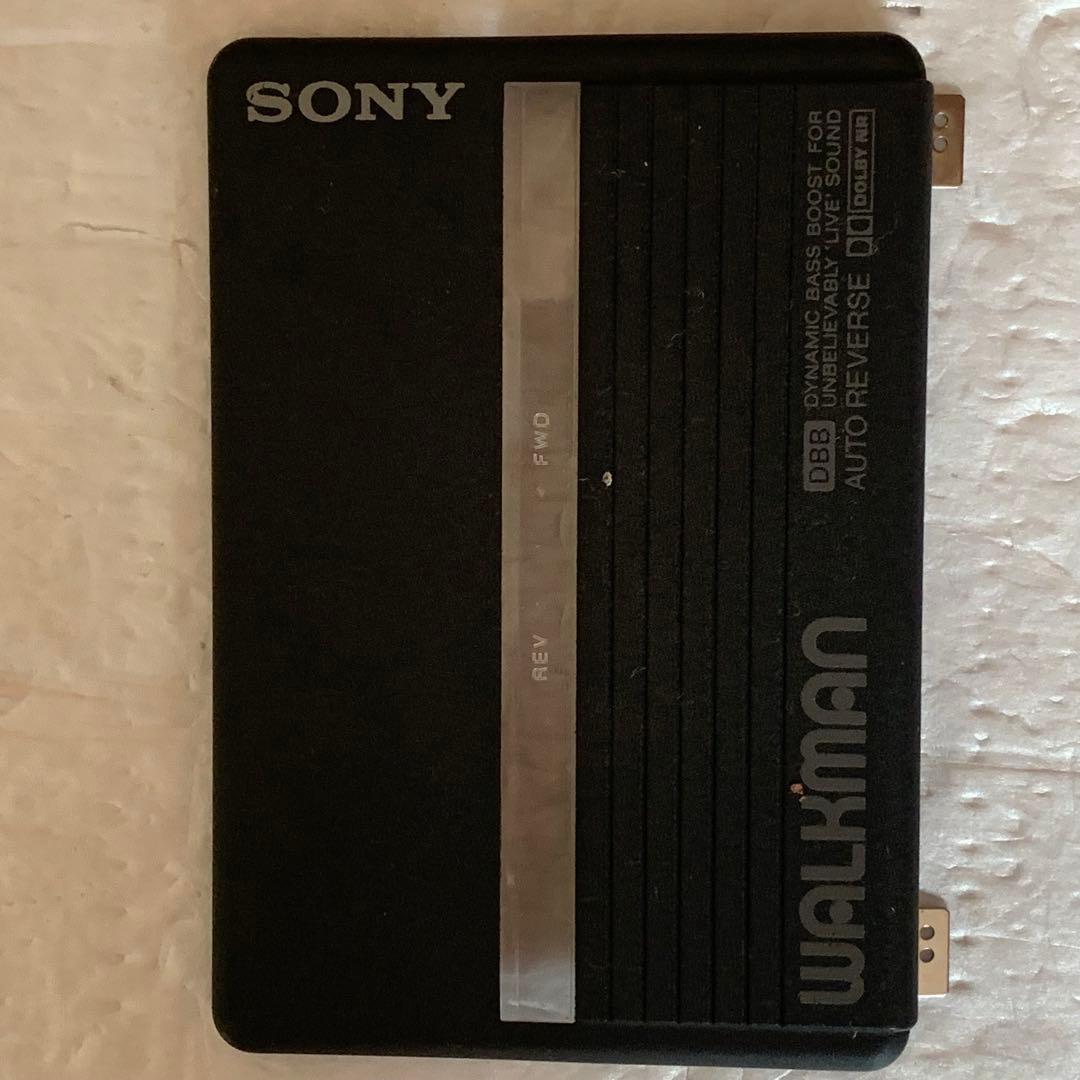 SONY
REV FWD
DBB DYNAMIC BASS BOOST FOR
UNBELIEVABLY 'LIVE' SOUND
AUTO REVERSE DOLBY NR
WALKMAN